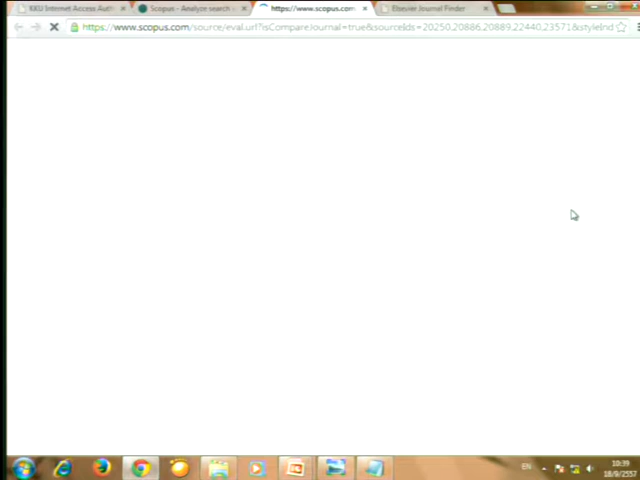 KKU Internet Access Auth
Scopus - Analyze search
https://www.scopus.com
Elsevier Journal Finder
https://www.scopus.com/source/eval.url?isCompareJournal=true&sourceIds=20250,20886,20889,22440,23571&styleInd
EN
10:39
18/9/2557